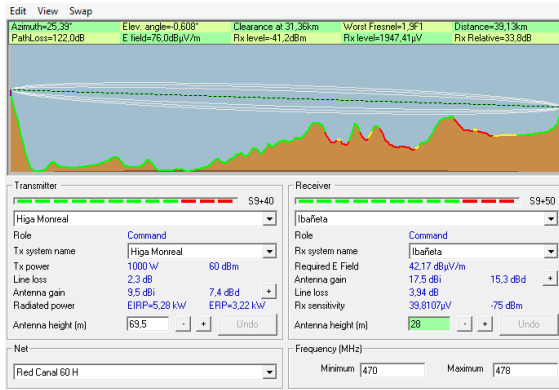 Edit View Swap
Azimuth=25,39° Elev. angle=-0,608° Clearance at 31,36km Worst Fresnel=1,9F1 Distance=39,13km
PathLoss=122,0dB E field=76,0dBµV/m Rx level=-41,2dBm Rx level=1947,41µV Rx Relative=33,8dB
Transmitter
S9+40
Higa Monreal
Role Command
Tx system name Higa Monreal
Tx power 1000 W 60 dBm
Line loss 2,3 dB
Antenna gain 9,5 dBi 7,4 dBd +
Radiated power EIRP=5,28 kW ERP=3,22 kW
Antenna height (m) 69,5 - + Undo
Net
Red Canal 60 H
Receiver
S9+50
Ibañeta
Role Command
Rx system name Ibañeta
Required E Field 42,17 dBµV/m
Antenna gain 17,5 dBi 15,3 dBd +
Line loss 3,94 dB
Rx sensitivity 39,8107µV -75 dBm
Antenna height (m) 28 - + Undo
Frequency (MHz)
Minimum 470 Maximum 478